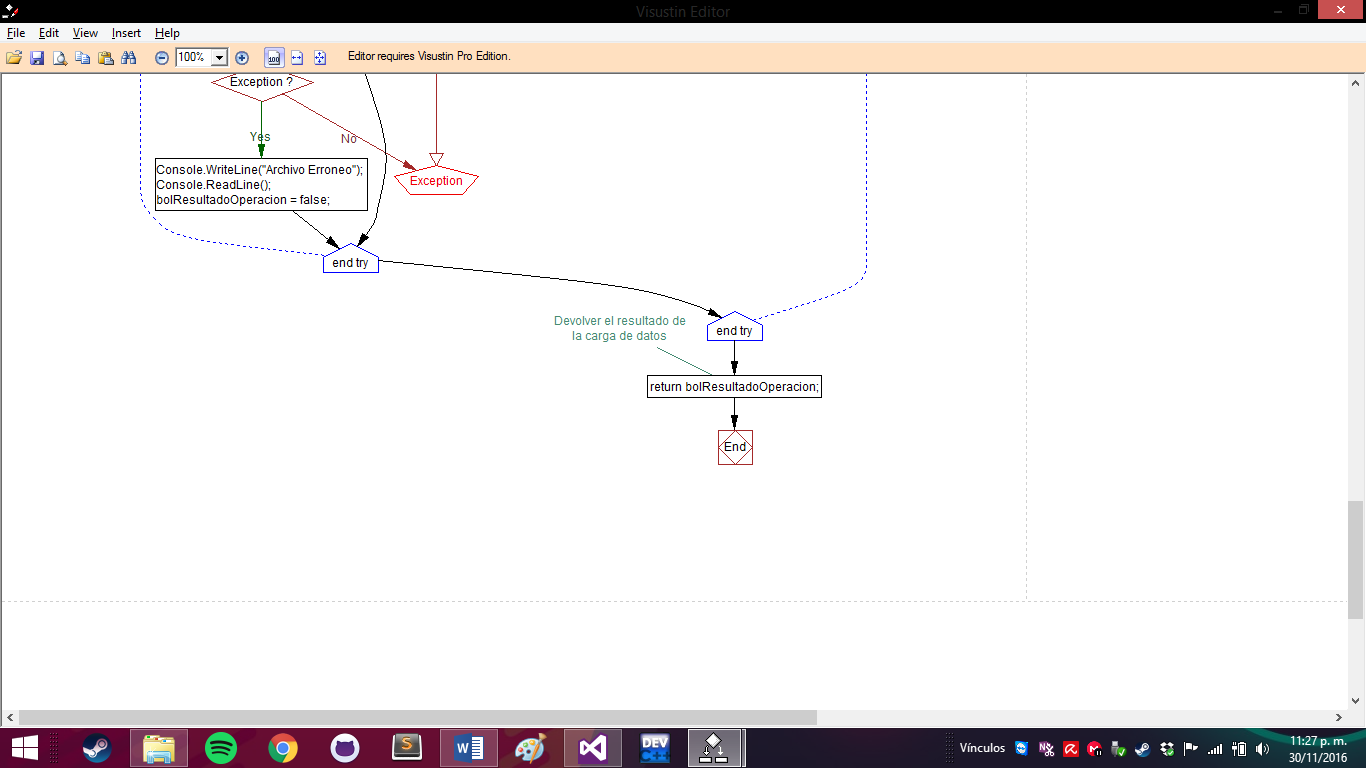 Visustin Editor
File Edit View Insert Help
100%
100
Editor requires Visustin Pro Edition.
Exception ?
Yes
No
Console.WriteLine("Archivo Erroneo");
Console.ReadLine();
bolResultadoOperacion = false;
Exception
end try
Devolver el resultado de
la carga de datos
end try
return bolResultadoOperacion;
End
Vínculos
11:27 p. m.
30/11/2016
DEV
C++
S
W